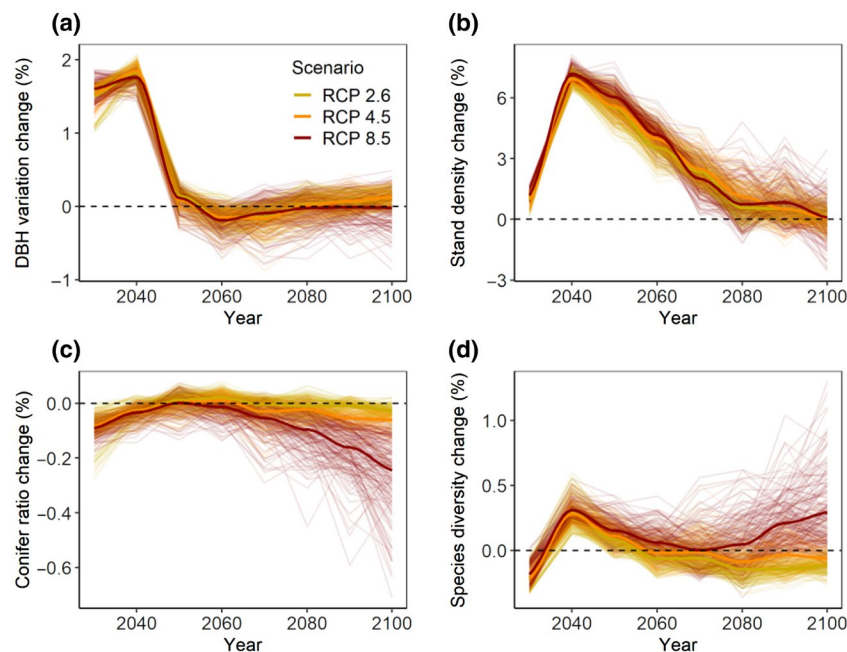 (a)
DBH variation change (%)
2
1
0
−1
2040 2060 2080 2100
Year
Scenario
RCP 2.6
RCP 4.5
RCP 8.5
(b)
Stand density change (%)
6
3
0
−3
2040 2060 2080 2100
Year
(c)
Conifer ratio change (%)
0.0
−0.2
−0.4
−0.6
2040 2060 2080 2100
Year
(d)
Species diversity change (%)
1.0
0.5
0.0
2040 2060 2080 2100
Year